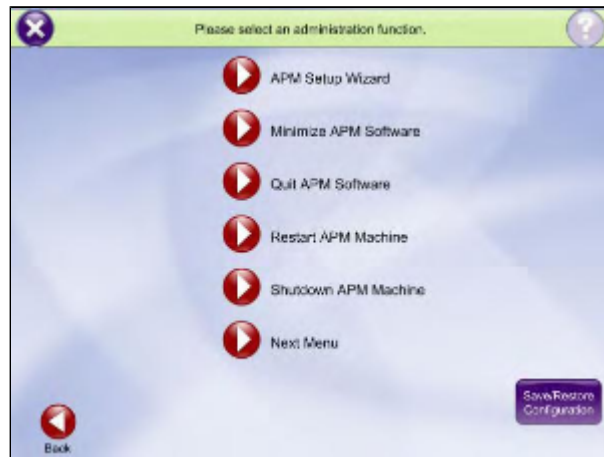 Please select an administration function.
?
APM Setup Wizard
Minimize APM Software
Quit APM Software
Restart APM Machine
Shutdown APM Machine
Next Menu
Save/Restore
Configuration
Back